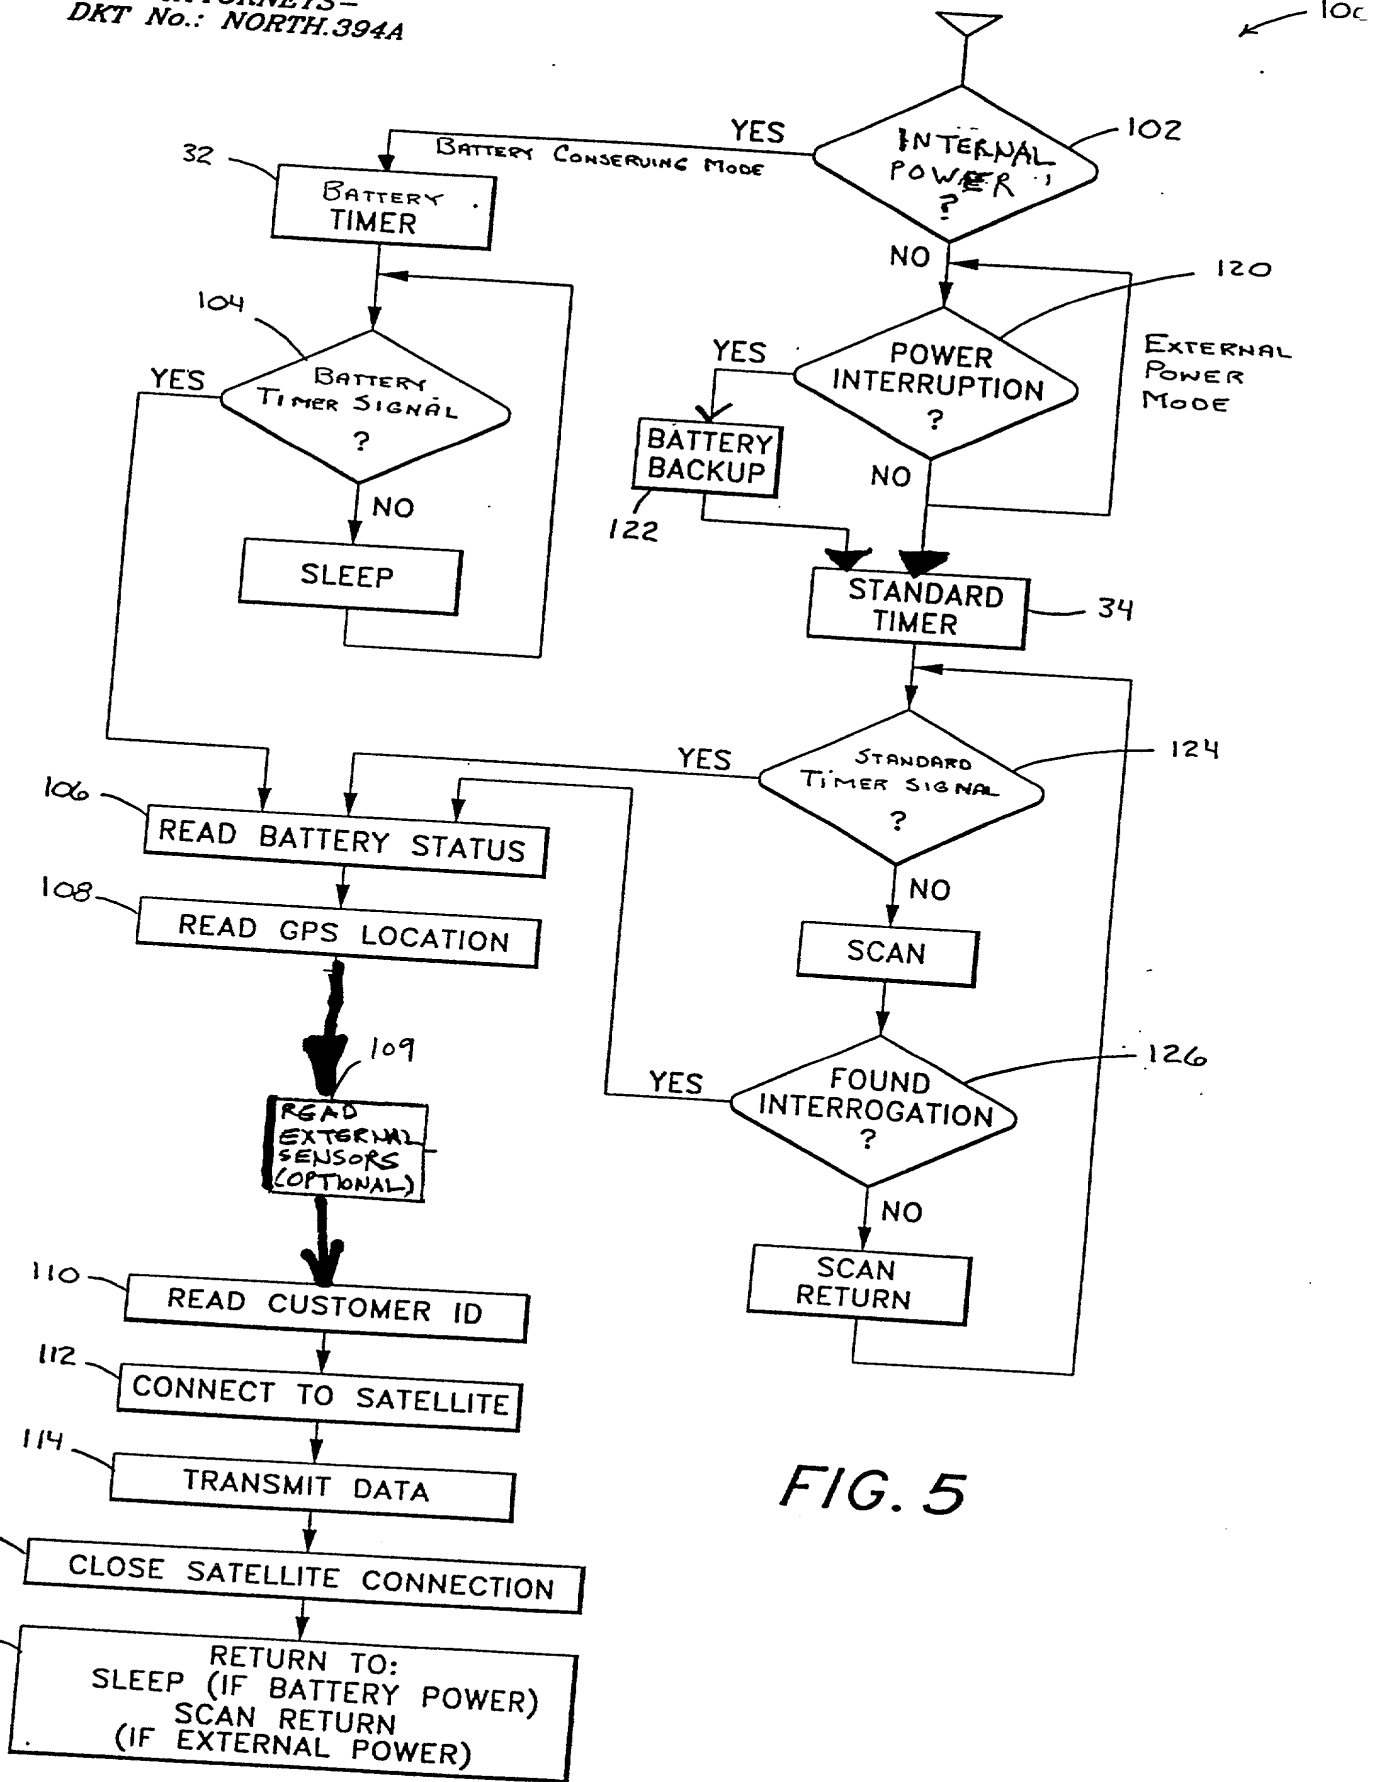 DKT No.: NORTH.394A
102
INTERNAL
POWER
?
YES
BATTERY CONSERVING MODE
32
BATTERY
TIMER
NO
120
POWER
INTERRUPTION
?
YES
EXTERNAL
POWER
MODE
104
BATTERY
TIMER SIGNAL
?
YES
NO
SLEEP
BATTERY
BACKUP
122
NO
STANDARD
TIMER
34
124
STANDARD
TIMER SIGNAL
?
YES
106
READ BATTERY STATUS
108
READ GPS LOCATION
NO
SCAN
109
READ
EXTERNAL
SENSORS
(OPTIONAL)
126
FOUND
INTERROGATION
?
YES
NO
SCAN
RETURN
110
READ CUSTOMER ID
112
CONNECT TO SATELLITE
114
TRANSMIT DATA
CLOSE SATELLITE CONNECTION
RETURN TO:
SLEEP (IF BATTERY POWER)
SCAN RETURN
(IF EXTERNAL POWER)
FIG. 5